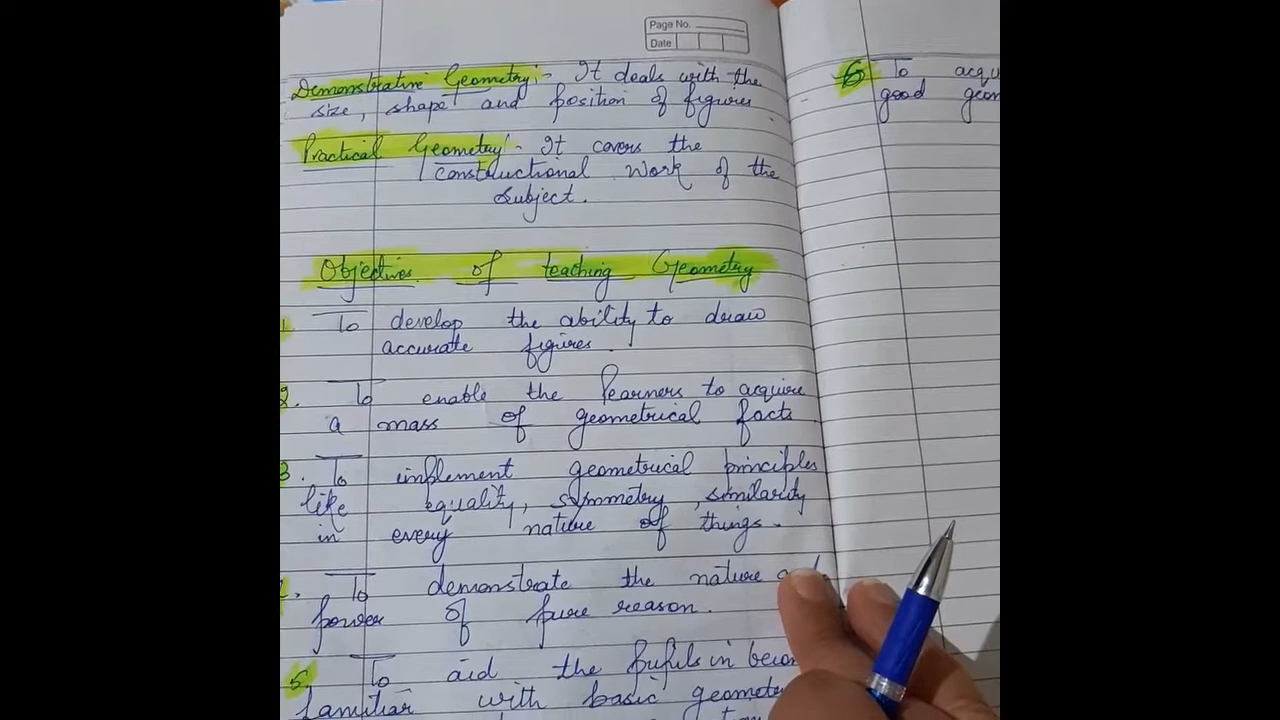 Page No.
Date
Demonstrative Geometry:- It deals with the
size, shape and position of figures
Practical Geometry:- It covers the
constructional work of the
subject.
Objectives of teaching Geometry
1. To develop the ability to draw
accurate figures.
2. To enable the learners to acquire
a mass of geometrical facts
3. To implement geometrical principles
like equality, symmetry, similarity
in every nature of things.
To demonstrate the nature
power of pure reason.
5. To aid the pupils in becom
familiar with basic geomet
6 To acqu
good geom